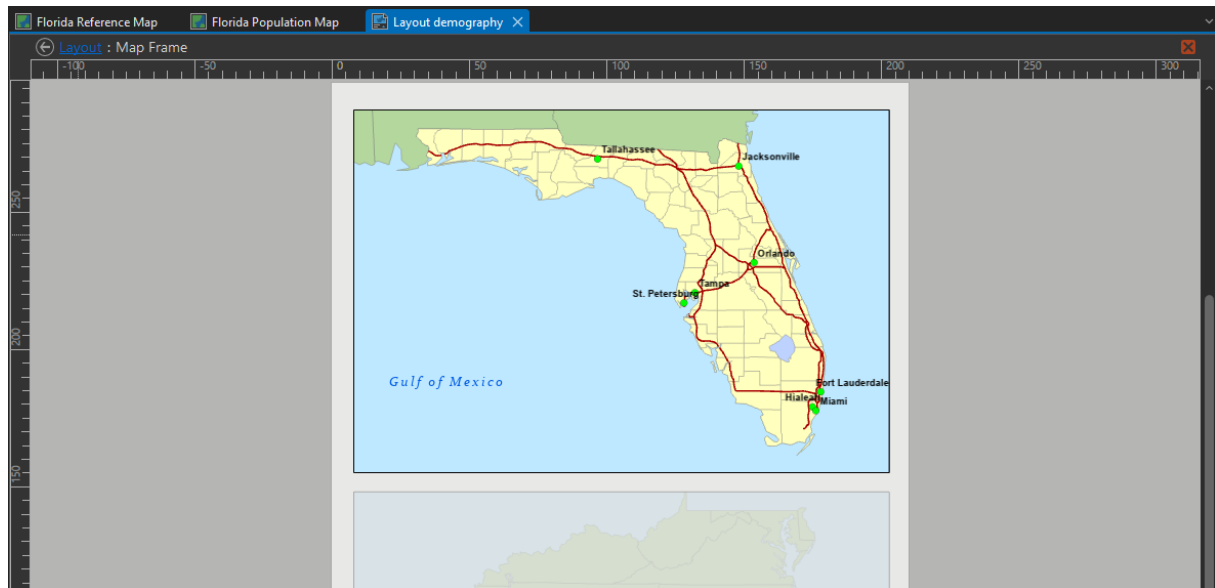 Florida Reference Map
Florida Population Map
Layout demography
Layout : Map Frame
-100 -50 0 50 100 150 200 250 300
Tallahassee
Jacksonville
250
Orlando
Tampa
St. Petersburg
200
Gulf of Mexico
Fort Lauderdale
Hialeah
Miami
150